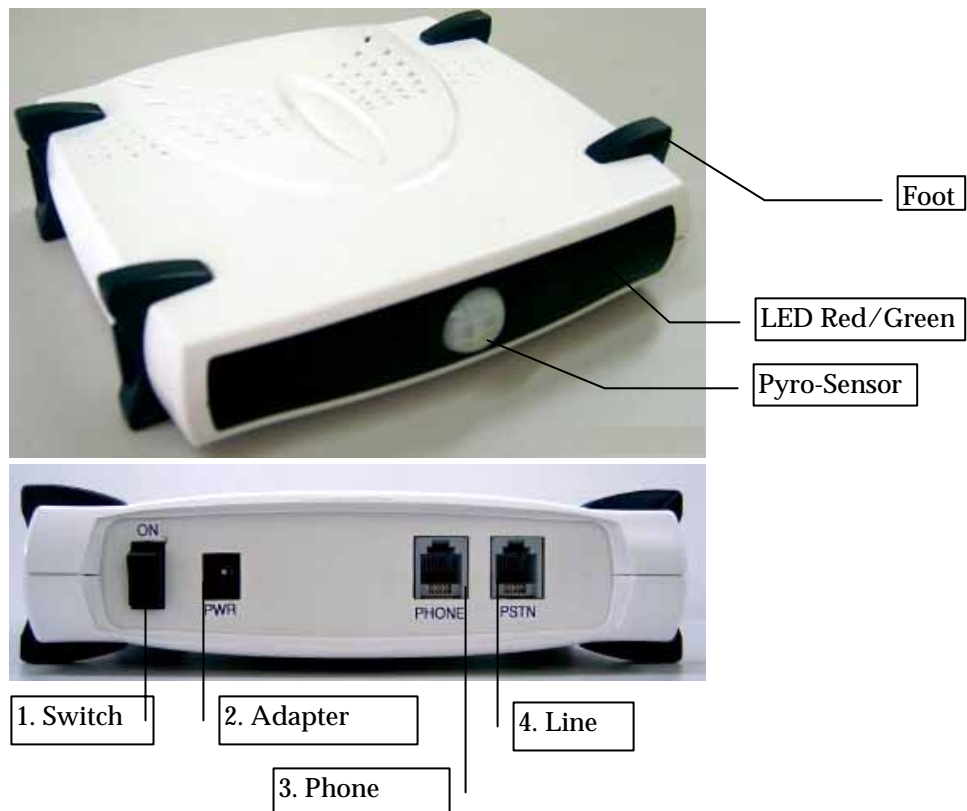 Foot
LED Red/Green
Pyro-Sensor
ON
PWR
PHONE PSTN
1. Switch
2. Adapter
4. Line
3. Phone